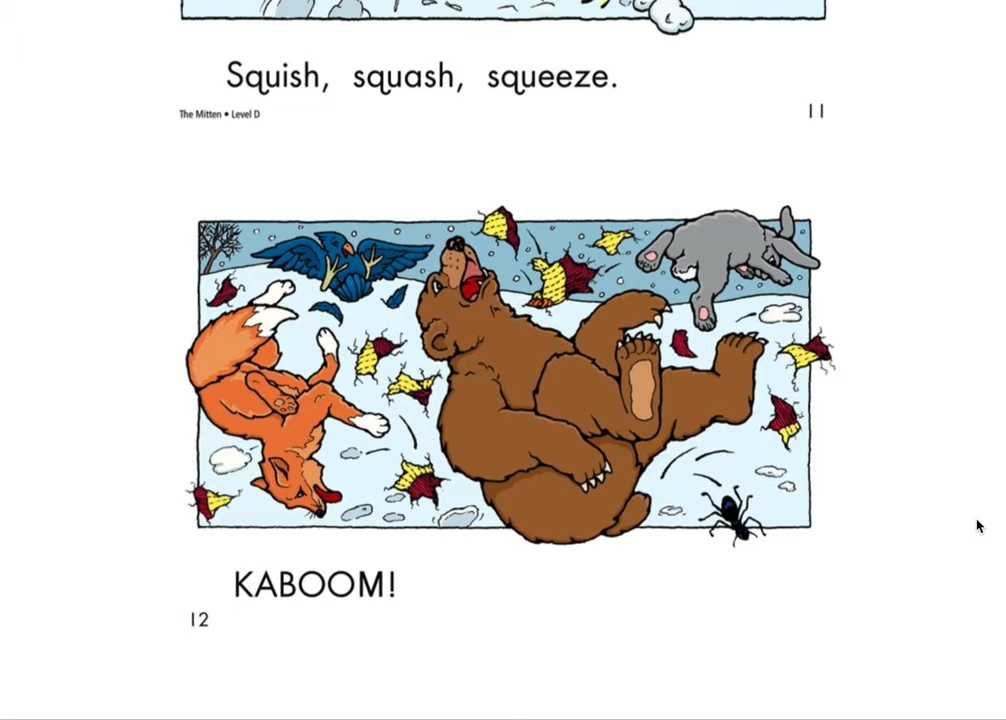 Squish, squash, squeeze.
The Mitten • Level D
11
KABOOM!
12